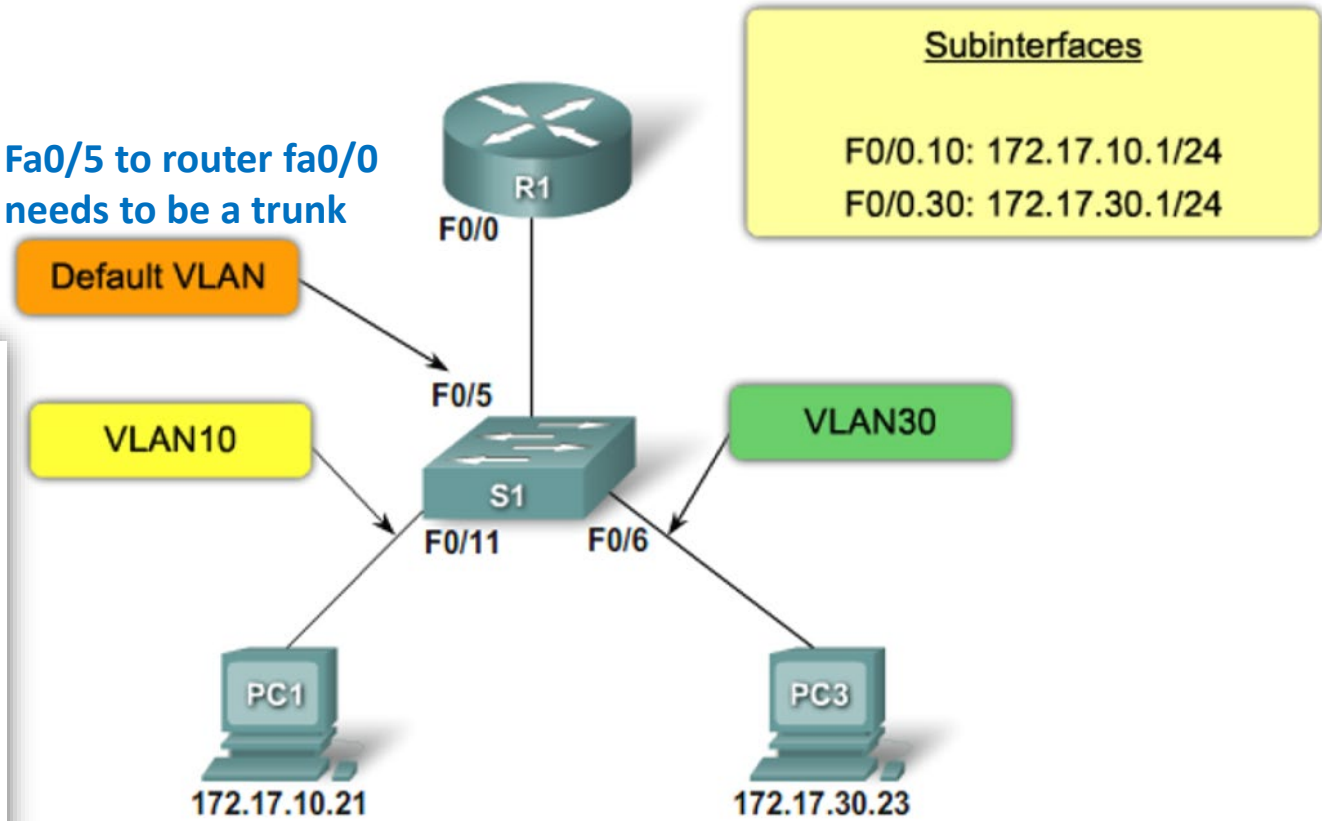 Subinterfaces
F0/0.10: 172.17.10.1/24
F0/0.30: 172.17.30.1/24
Fa0/5 to router fa0/0
needs to be a trunk
R1
F0/0
Default VLAN
F0/5
VLAN10
VLAN30
S1
F0/11
F0/6
PC1
PC3
172.17.10.21
172.17.30.23